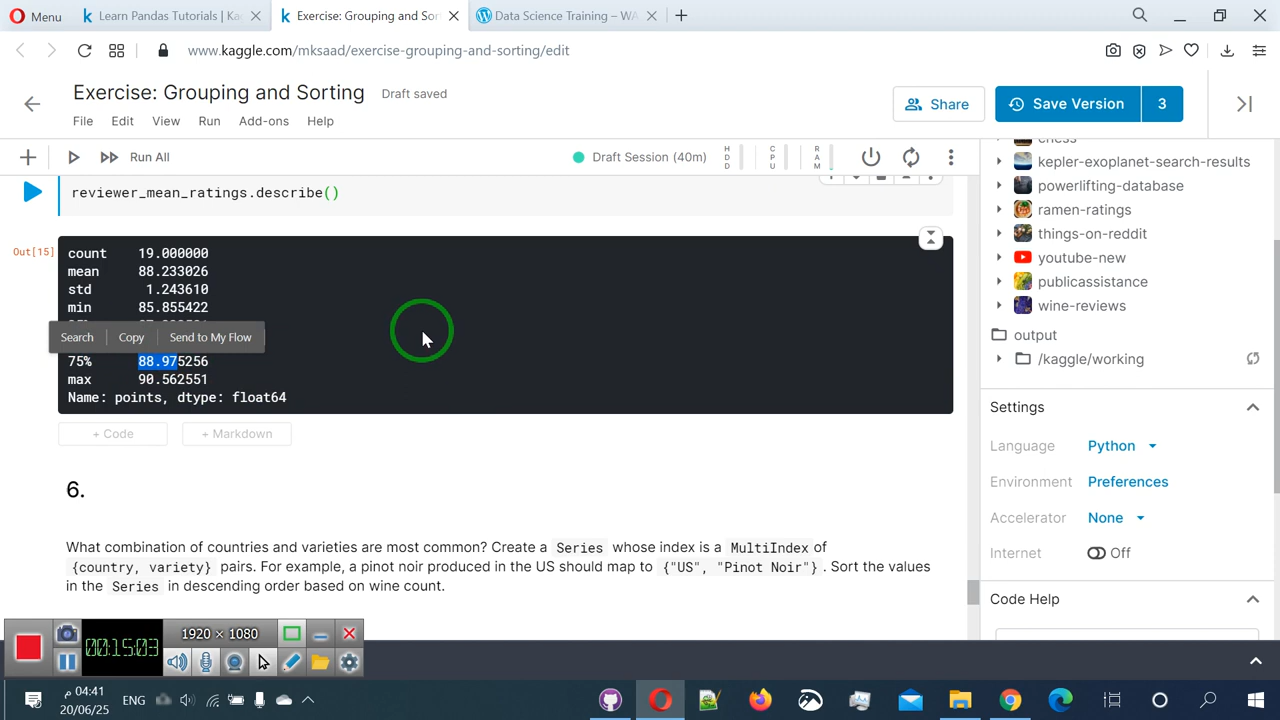 Menu
Learn Pandas Tutorials | Ka
Exercise: Grouping and Sor
Data Science Training – WA
www.kaggle.com/mksaad/exercise-grouping-and-sorting/edit
Exercise: Grouping and Sorting
Draft saved
File Edit View Run Add-ons Help
Share
Save Version
3
Run All
Draft Session (40m)
HDD
CPU
RAM
reviewer_mean_ratings.describe()
Out[15]
count 19.000000
mean 88.233026
std 1.243610
min 85.855422
Search Copy Send to My Flow
75% 88.975256
max 90.562551
Name: points, dtype: float64
+ Code + Markdown
6.
What combination of countries and varieties are most common? Create a Series whose index is a MultiIndex of
{country, variety} pairs. For example, a pinot noir produced in the US should map to {"US", "Pinot Noir"}. Sort the values
in the Series in descending order based on wine count.
kepler-exoplanet-search-results
powerlifting-database
ramen-ratings
things-on-reddit
youtube-new
publicassistance
wine-reviews
output
/kaggle/working
Settings
Language Python
Environment Preferences
Accelerator None
Internet Off
Code Help
00:15:03
1920 × 1080
ENG
04:41 م
20/06/25